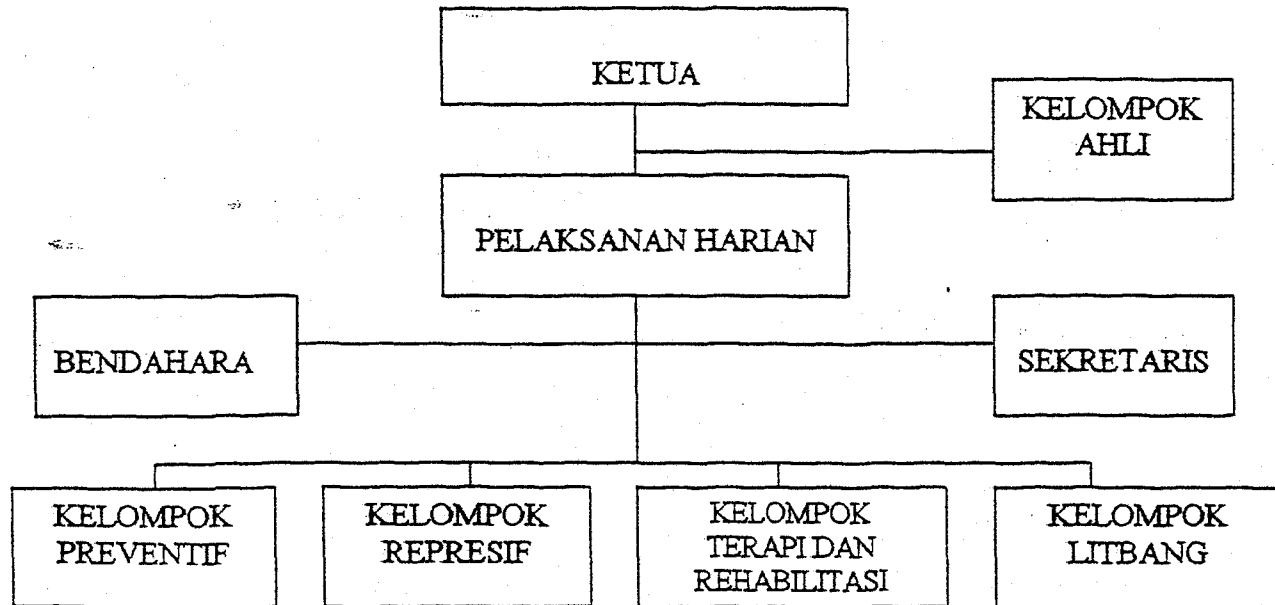 KETUA
KELOMPOK
AHLI
PELAKSANAN HARIAN
BENDAHARA
SEKRETARIS
KELOMPOK
PREVENTIF
KELOMPOK
REPRESIF
KELOMPOK
TERAPI DAN
REHABILITASI
KELOMPOK
LITBANG